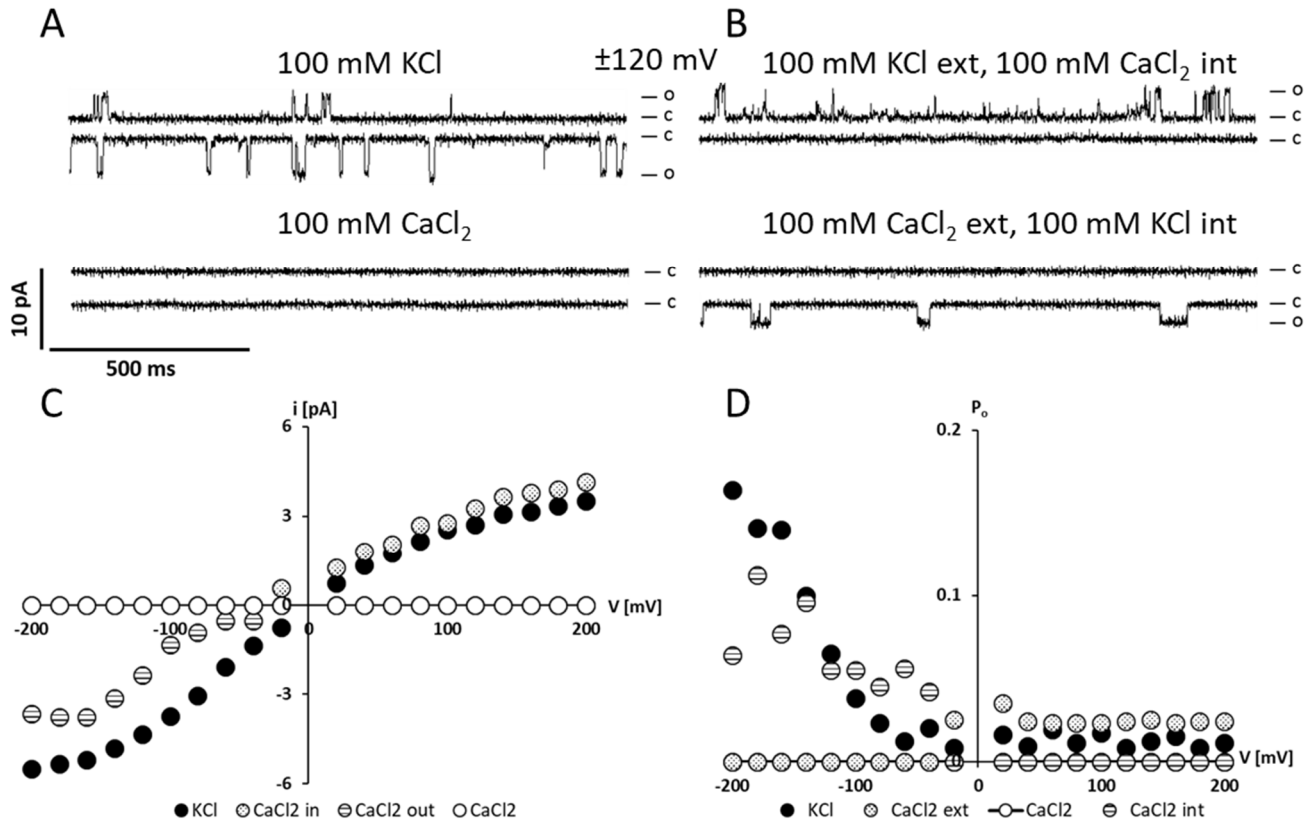 A
B
100 mM KCl
±120 mV
100 mM KCl ext, 100 mM CaCl2 int
O
C
C
O
O
C
C
100 mM CaCl2
100 mM CaCl2 ext, 100 mM KCl int
C
C
C
C
O
10 pA
500 ms
C
i [pA]
6
3
0
-3
-6
-200
-100
0
100
200
V [mV]
KCl CaCl2 in CaCl2 out CaCl2
D
Po
0.2
0.1
0
-200
-100
0
100
200
V [mV]
KCl CaCl2 ext CaCl2 CaCl2 int